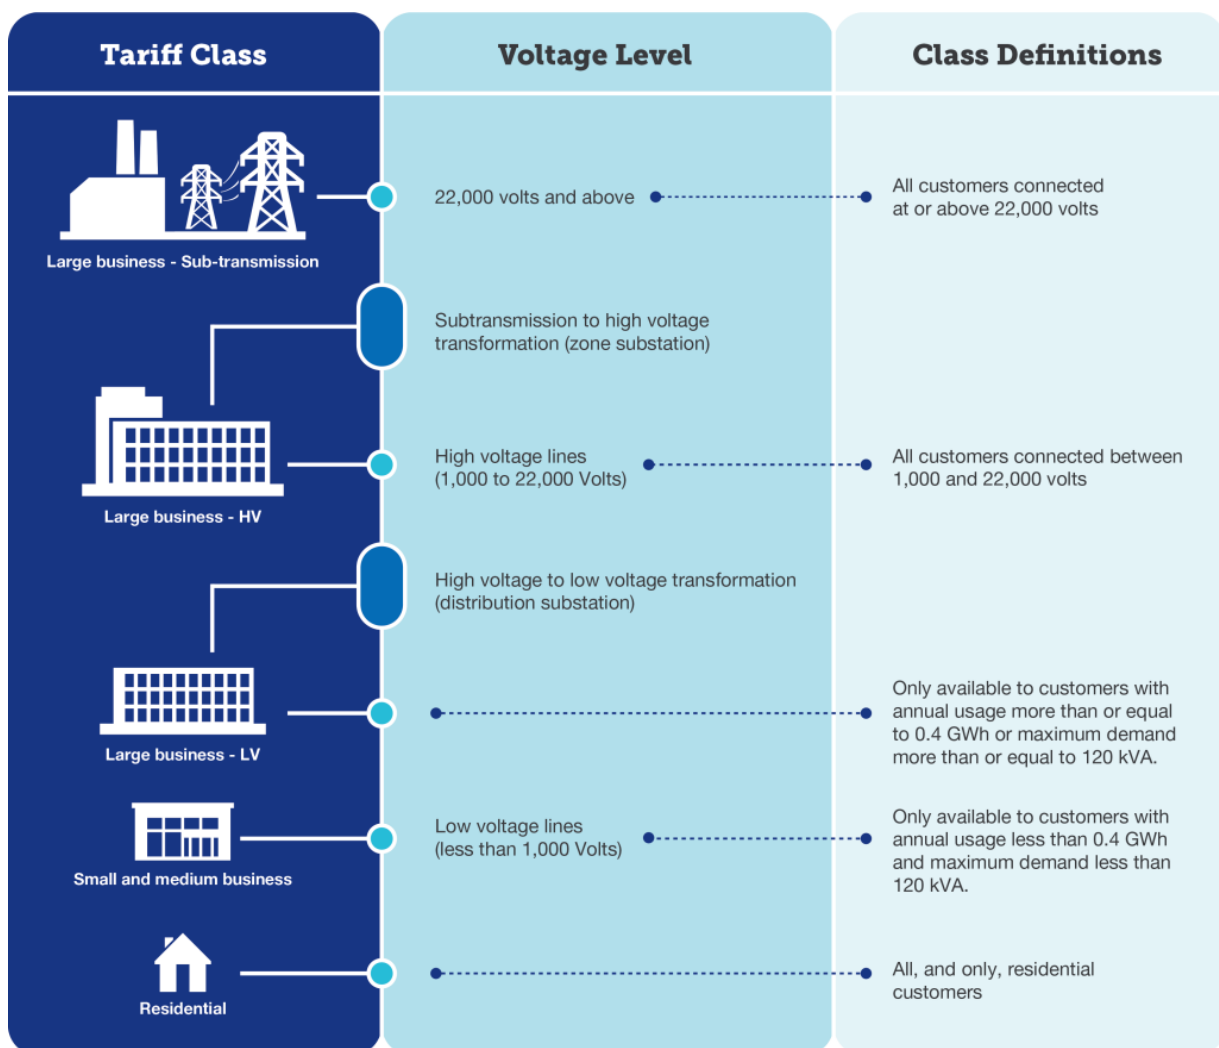 Tariff Class
Voltage Level
Class Definitions
Large business - Sub-transmission
22,000 volts and above
All customers connected
at or above 22,000 volts
Subtransmission to high voltage
transformation (zone substation)
Large business - HV
High voltage lines
(1,000 to 22,000 Volts)
All customers connected between
1,000 and 22,000 volts
High voltage to low voltage transformation
(distribution substation)
Large business - LV
Only available to customers with
annual usage more than or equal
to 0.4 GWh or maximum demand
more than or equal to 120 kVA.
Small and medium business
Low voltage lines
(less than 1,000 Volts)
Only available to customers with
annual usage less than 0.4 GWh
and maximum demand less than
120 kVA.
Residential
All, and only, residential
customers